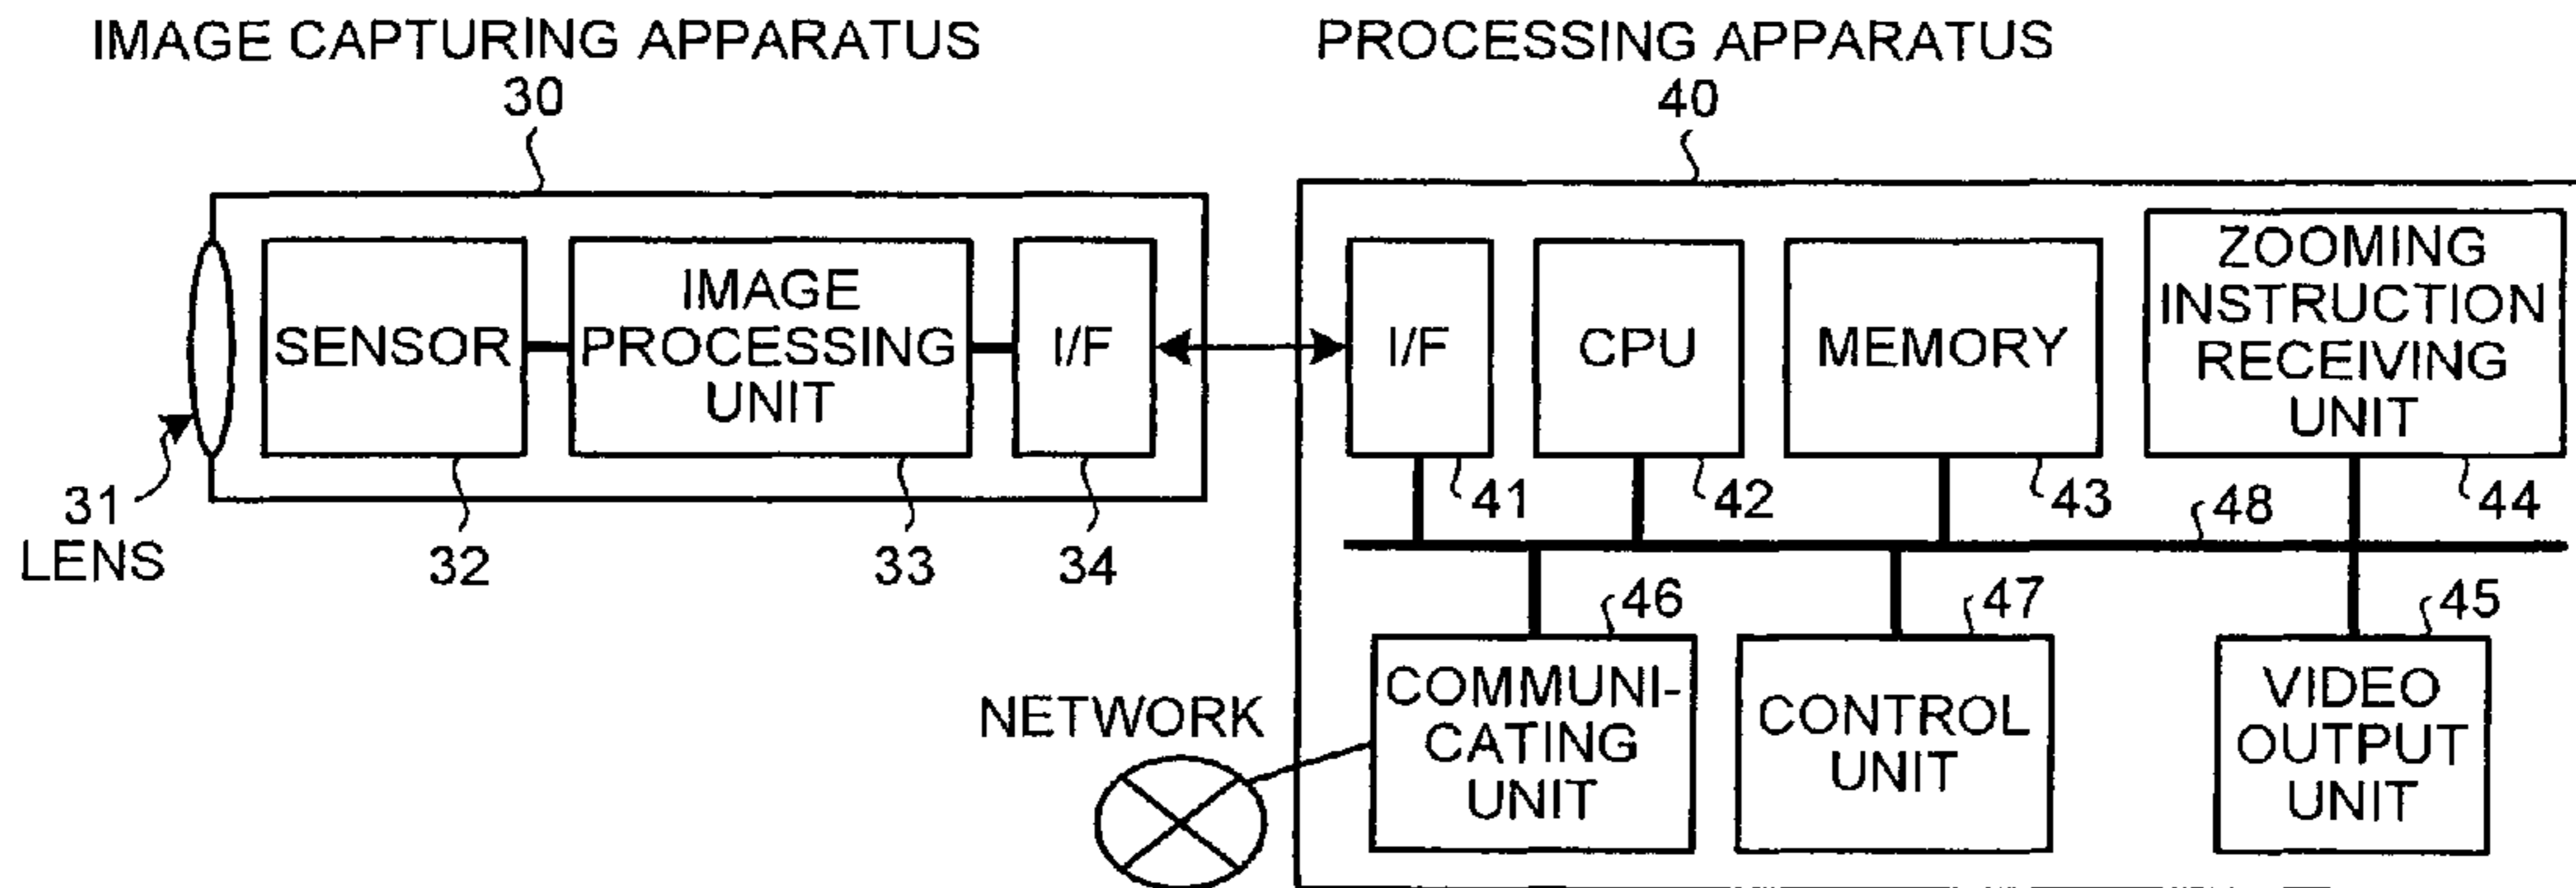 IMAGE CAPTURING APPARATUS
30
PROCESSING APPARATUS
40
SENSOR
IMAGE
PROCESSING
UNIT
I/F
31
LENS
32
33
34
I/F
CPU
MEMORY
ZOOMING
INSTRUCTION
RECEIVING
UNIT
41
42
43
44
48
46
47
45
NETWORK
COMMUNI-
CATING
UNIT
CONTROL
UNIT
VIDEO
OUTPUT
UNIT